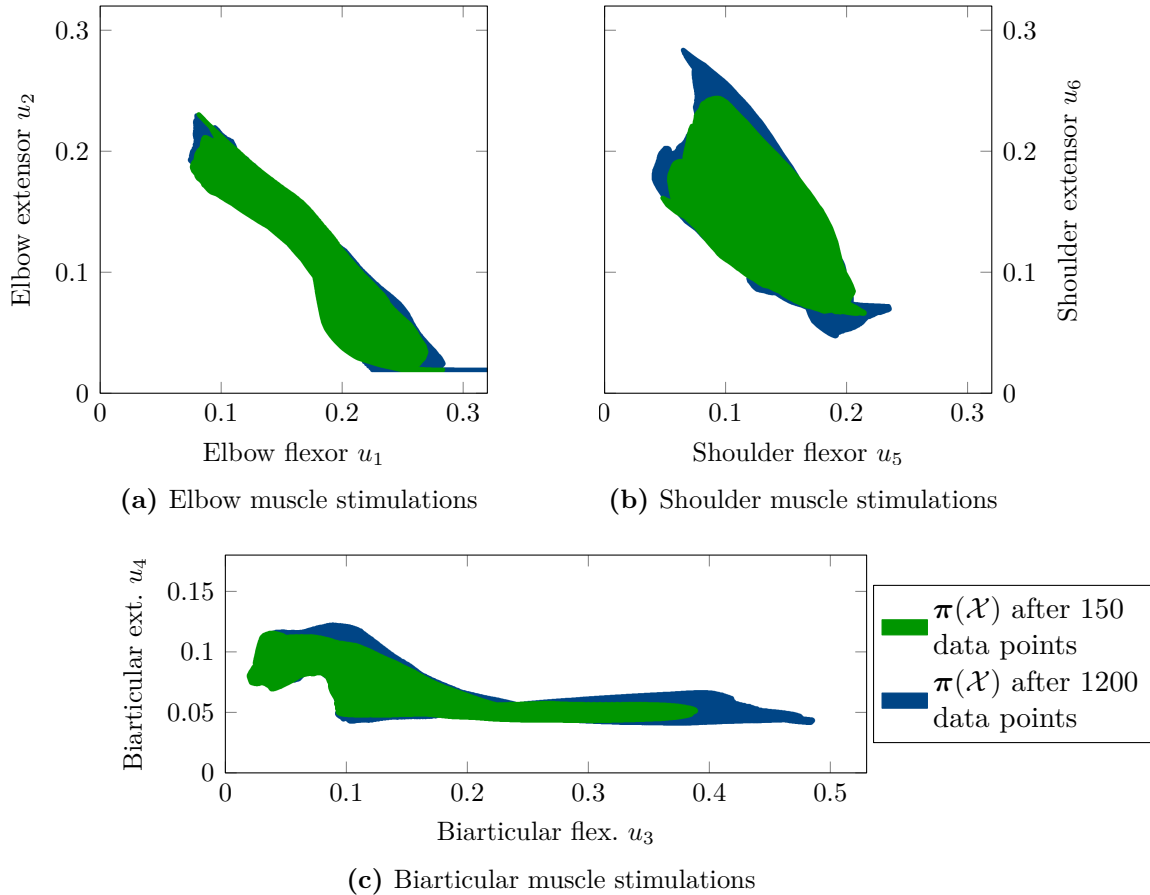 0.3
0.2
0.1
0
Elbow extensor u₂
0 0.1 0.2 0.3
Elbow flexor u₁
(a) Elbow muscle stimulations
0.3
0.2
0.1
0
Shoulder extensor u₆
0 0.1 0.2 0.3
Shoulder flexor u₅
(b) Shoulder muscle stimulations
0.15
0.1
0.05
0
Biarticular ext. u₄
0 0.1 0.2 0.3 0.4 0.5
Biarticular flex. u₃
(c) Biarticular muscle stimulations
π(𝒳) after 150
data points
π(𝒳) after 1200
data points